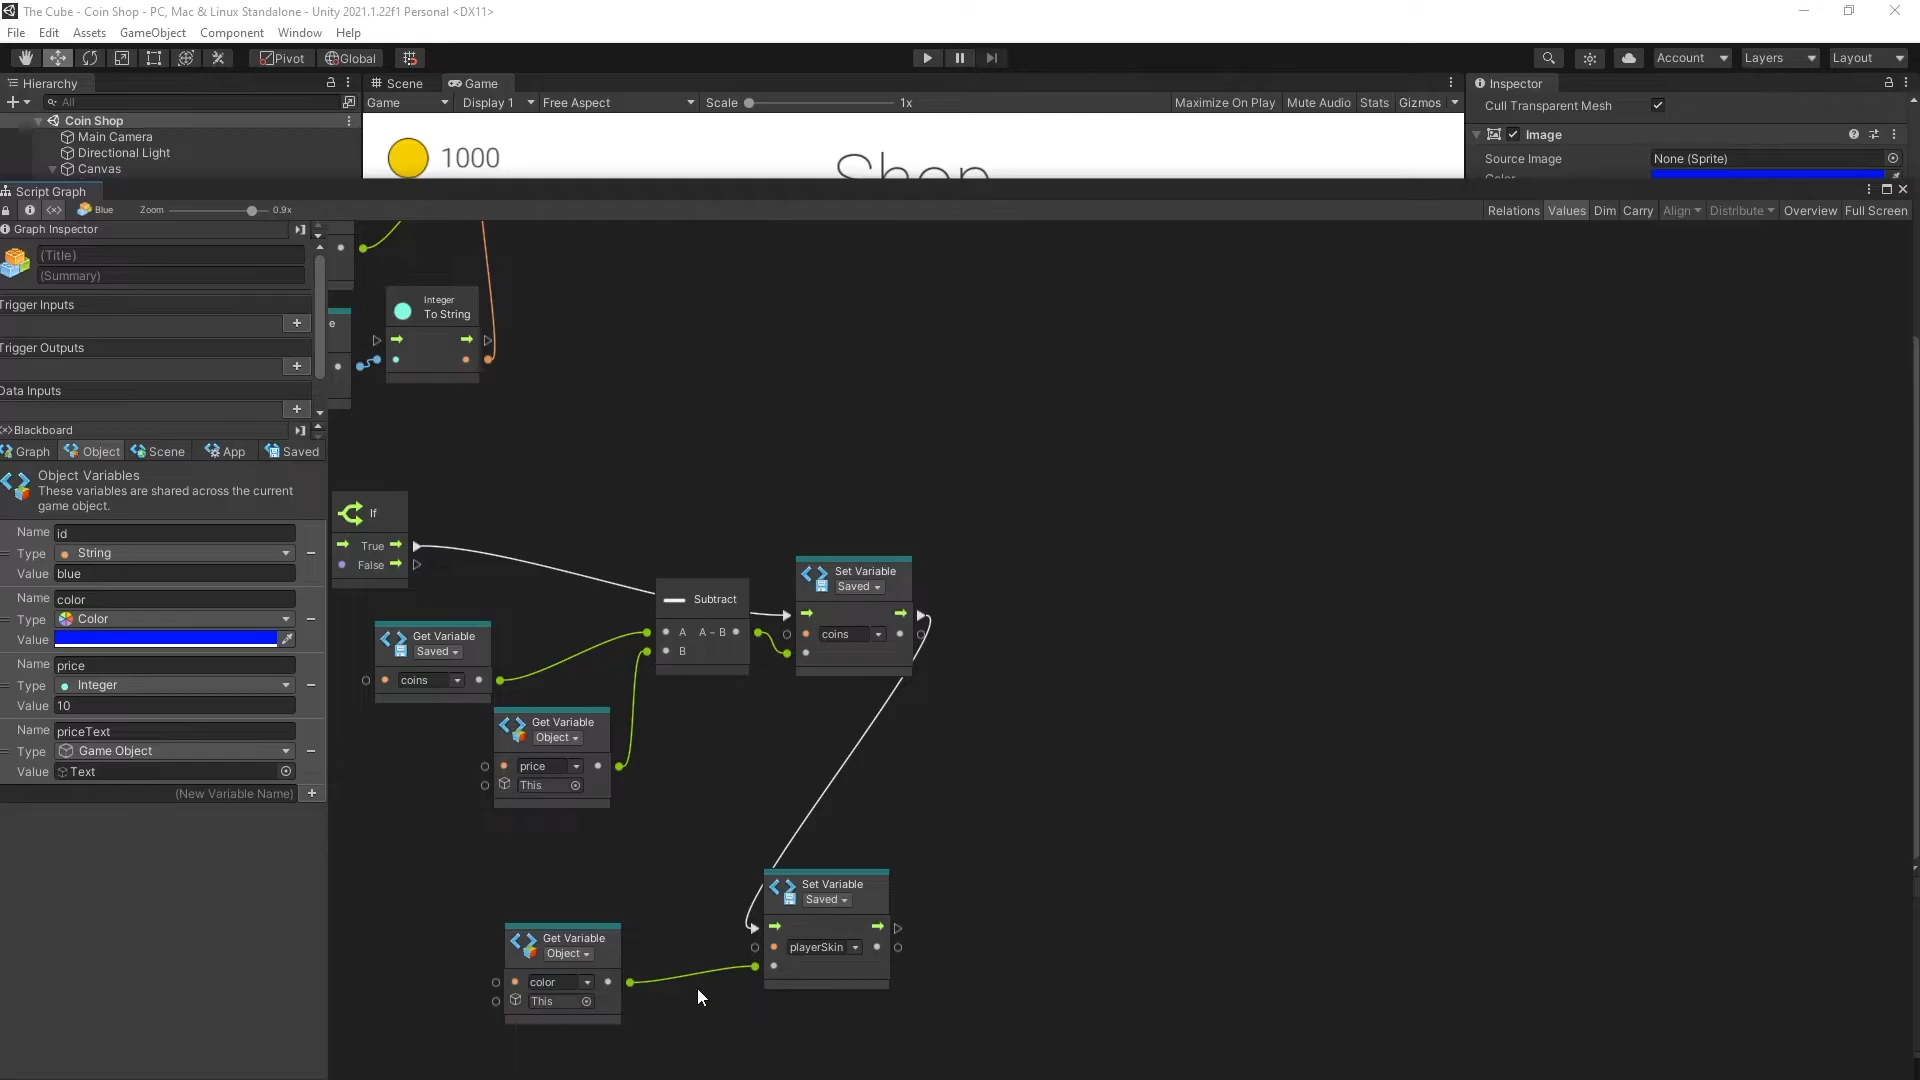 The Cube - Coin Shop - PC, Mac & Linux Standalone - Unity 2021.1.22f1 Personal <DX11>
File Edit Assets GameObject Component Window Help
Pivot Global Account Layers Layout
Hierarchy Scene Game Inspector
All Game Display 1 Free Aspect Scale 1x Maximize On Play Mute Audio Stats Gizmos Cull Transparent Mesh
Coin Shop
Main Camera Image
Directional Light 1000 Shop Source Image None (Sprite)
Canvas Color
Script Graph
Blue Zoom 0.9x Relations Values Dim Carry Align Distribute Overview Full Screen
Graph Inspector
(Title)
(Summary)
Trigger Inputs
Trigger Outputs
Data Inputs
Blackboard
Graph Object Scene App Saved
Object Variables
These variables are shared across the current
game object.
Name id
Type String
Value blue
Name color
Type Color
Value
Name price
Type Integer
Value 10
Name priceText
Type Game Object
Value Text
(New Variable Name)
e
Integer
To String
If
True
False
Get Variable
Saved
coins
Get Variable
Object
price
This
Subtract
A A − B
B
Set Variable
Saved
coins
Get Variable
Object
color
This
Set Variable
Saved
playerSkin